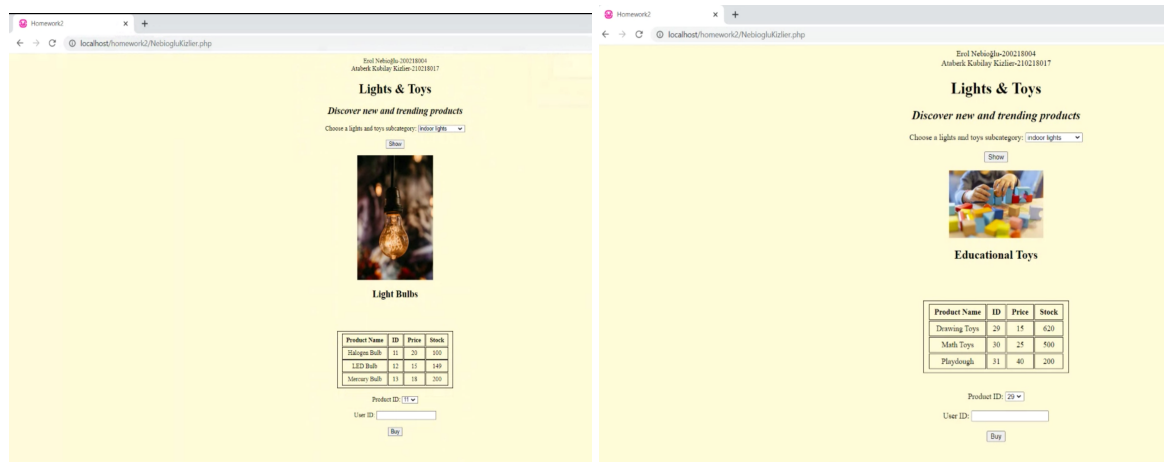 Homework2
localhost/homework2/NebiogluKizlier.php
Erol Nebioğlu-200218004
Ataberk Kubilay Kizlier-210218017
Lights & Toys
Discover new and trending products
Choose a lights and toys subcategory: indoor lights
Show
Light Bulbs
Product Name ID Price Stock
Halogen Bulb 11 20 100
LED Bulb 12 15 149
Mercury Bulb 13 18 200
Product ID: 11
User ID:
Buy
Homework2
localhost/homework2/NebiogluKizlier.php
Erol Nebioğlu-200218004
Ataberk Kubilay Kizlier-210218017
Lights & Toys
Discover new and trending products
Choose a lights and toys subcategory: indoor lights
Show
Educational Toys
Product Name ID Price Stock
Drawing Toys 29 15 620
Math Toys 30 25 500
Playdough 31 40 200
Product ID: 29
User ID:
Buy